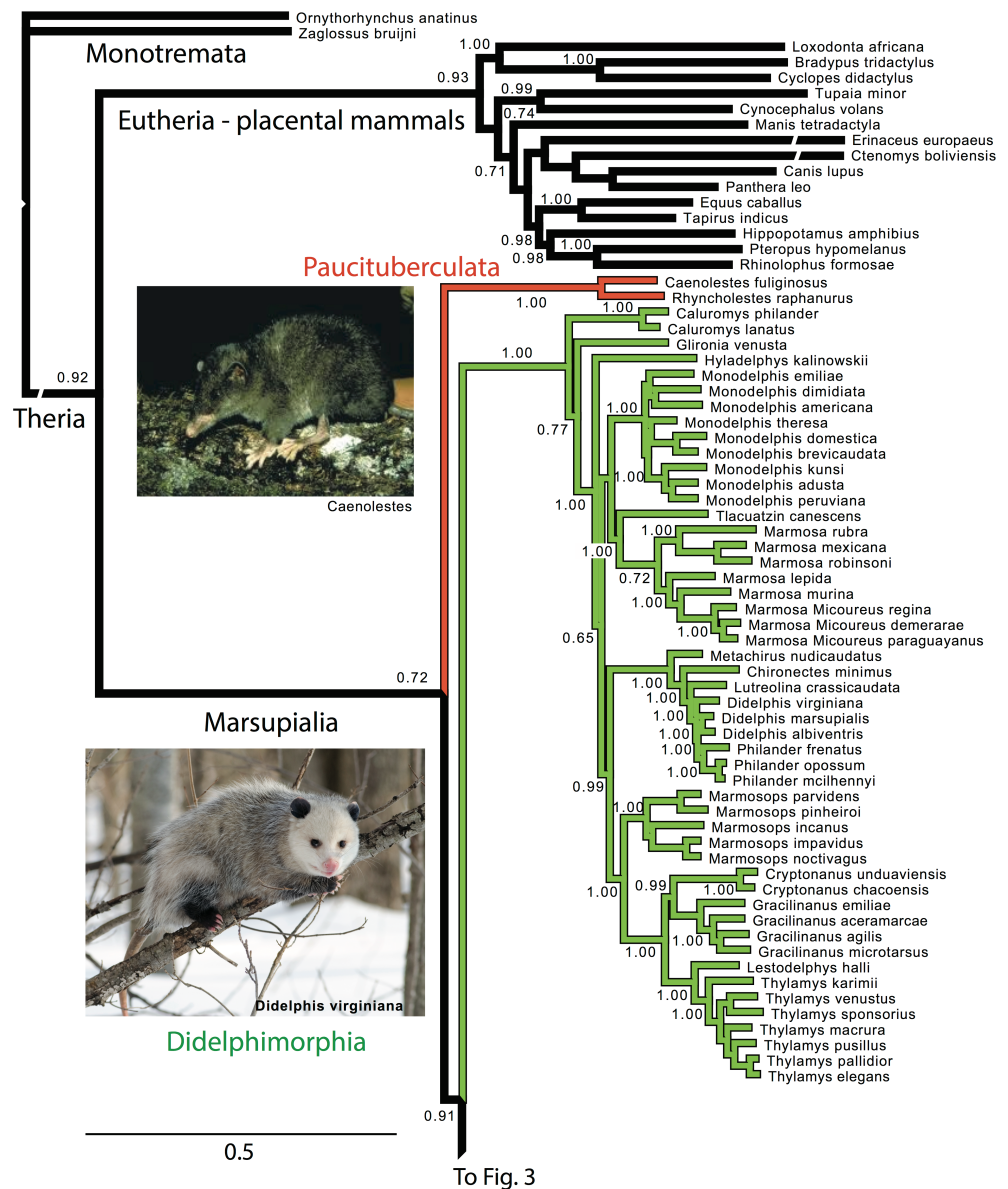 Ornythorhynchus anatinus
Zaglossus bruijni
Monotremata
1.00
Loxodonta africana
1.00
Bradypus tridactylus
0.93
Cyclopes didactylus
0.99
Tupaia minor
0.74
Cynocephalus volans
Eutheria - placental mammals
Manis tetradactyla
Erinaceus europaeus
Ctenomys boliviensis
0.71
Canis lupus
Panthera leo
1.00
Equus caballus
Tapirus indicus
0.98
Hippopotamus amphibius
0.98
1.00
Pteropus hypomelanus
Rhinolophus formosae
Paucituberculata
Caenolestes fuliginosus
1.00
Rhyncholestes raphanurus
1.00
Caluromys philander
Caluromys lanatus
1.00
Glironia venusta
Hyladelphys kalinowskii
0.92
Theria
Monodelphis emiliae
Monodelphis dimidiata
1.00
Monodelphis americana
0.77
Monodelphis theresa
Monodelphis domestica
Monodelphis brevicaudata
1.00
Monodelphis kunsi
Monodelphis adusta
1.00
Monodelphis peruviana
Caenolestes
Tlacuatzin canescens
1.00
Marmosa rubra
1.00
Marmosa mexicana
Marmosa robinsoni
0.72
Marmosa lepida
1.00
Marmosa murina
Marmosa Micoureus regina
1.00
Marmosa Micoureus demerarae
0.65
Marmosa Micoureus paraguayanus
Metachirus nudicaudatus
0.72
1.00
Chironectes minimus
1.00
Lutreolina crassicaudata
Didelphis virginiana
Marsupialia
1.00
Didelphis marsupialis
1.00
Didelphis albiventris
1.00
Philander frenatus
1.00
Philander opossum
0.99
Philander mcilhennyi
1.00
Marmosops parvidens
Marmosops pinheiroi
Marmosops incanus
Marmosops impavidus
Marmosops noctivagus
1.00
0.99
Cryptonanus unduaviensis
1.00
Cryptonanus chacoensis
Gracilinanus emiliae
Gracilinanus aceramarcae
1.00
Gracilinanus agilis
1.00
Gracilinanus microtarsus
Lestodelphys halli
1.00
Thylamys karimii
Thylamys venustus
1.00
Thylamys sponsorius
Thylamys macrura
Thylamys pusillus
Thylamys pallidior
Thylamys elegans
Didelphis virginiana
Didelphimorphia
0.91
0.5
To Fig. 3